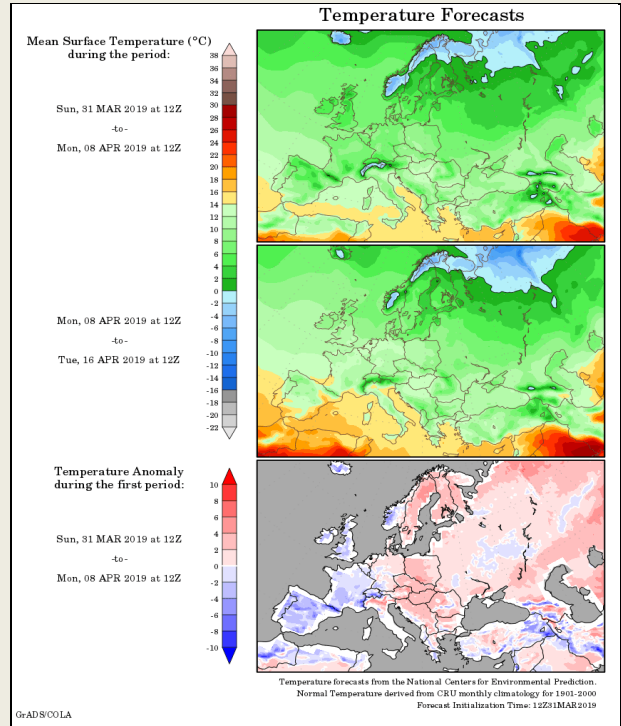 Temperature Forecasts
Mean Surface Temperature (°C)
during the period:
Sun, 31 MAR 2019 at 12Z
-to-
Mon, 08 APR 2019 at 12Z
38
36
34
32
30
28
26
24
22
20
18
16
14
12
10
8
6
4
2
0
-2
-4
-6
-8
-10
-12
-14
-16
-18
-20
-22
Mon, 08 APR 2019 at 12Z
-to-
Tue, 16 APR 2019 at 12Z
Temperature Anomaly
during the first period:
Sun, 31 MAR 2019 at 12Z
-to-
Mon, 08 APR 2019 at 12Z
10
8
6
4
2
0
-2
-4
-6
-8
-10
Temperature forecasts from the National Centers for Environmental Prediction.
Normal Temperature derived from CRU monthly climatology for 1901-2000
Forecast Initialization Time: 12Z31MAR2019
GrADS/COLA